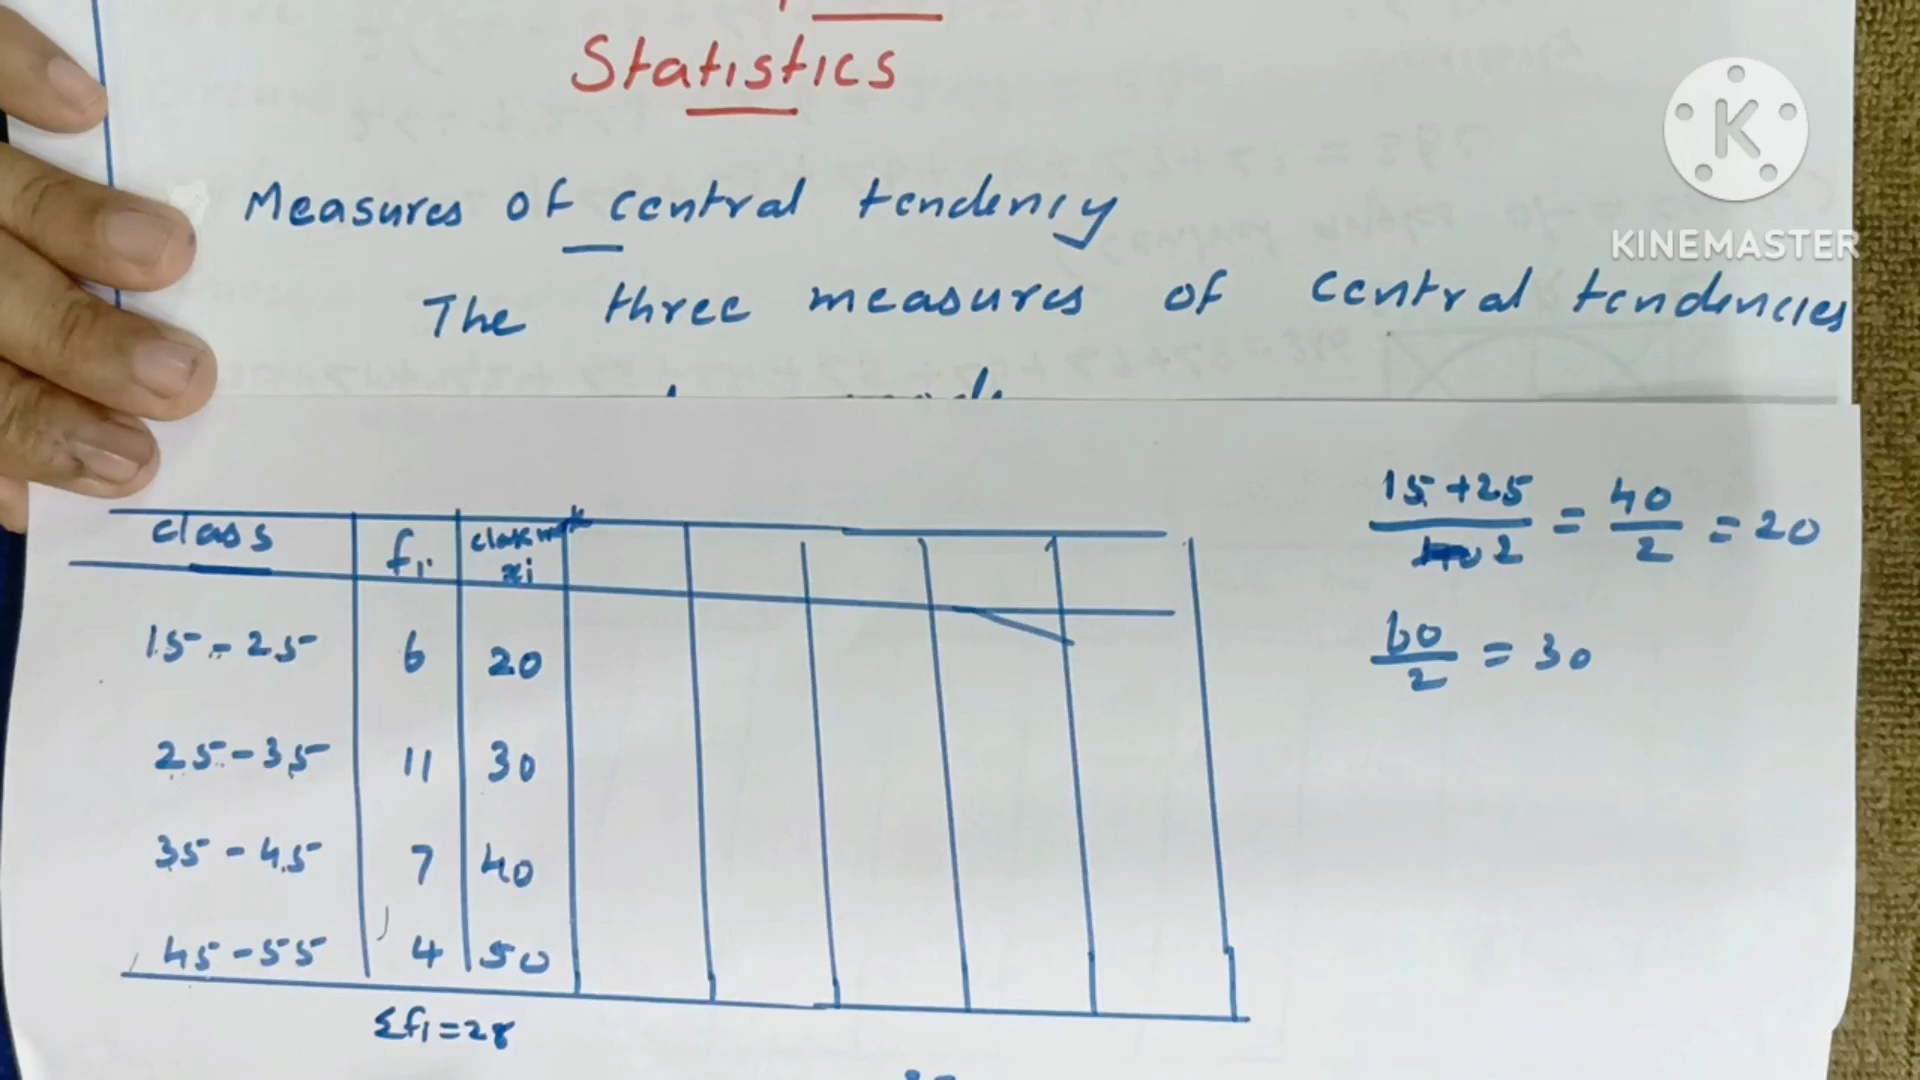 Statistics
Measures of central tendency
The three measures of central tendencies
K
KINEMASTER
class fi class mark xi
15 - 25 6 20
25 - 35 11 30
35 - 45 7 40
45 - 55 4 50
Σfi = 28
15 + 25 / 2 = 40 / 2 = 20
60 / 2 = 30